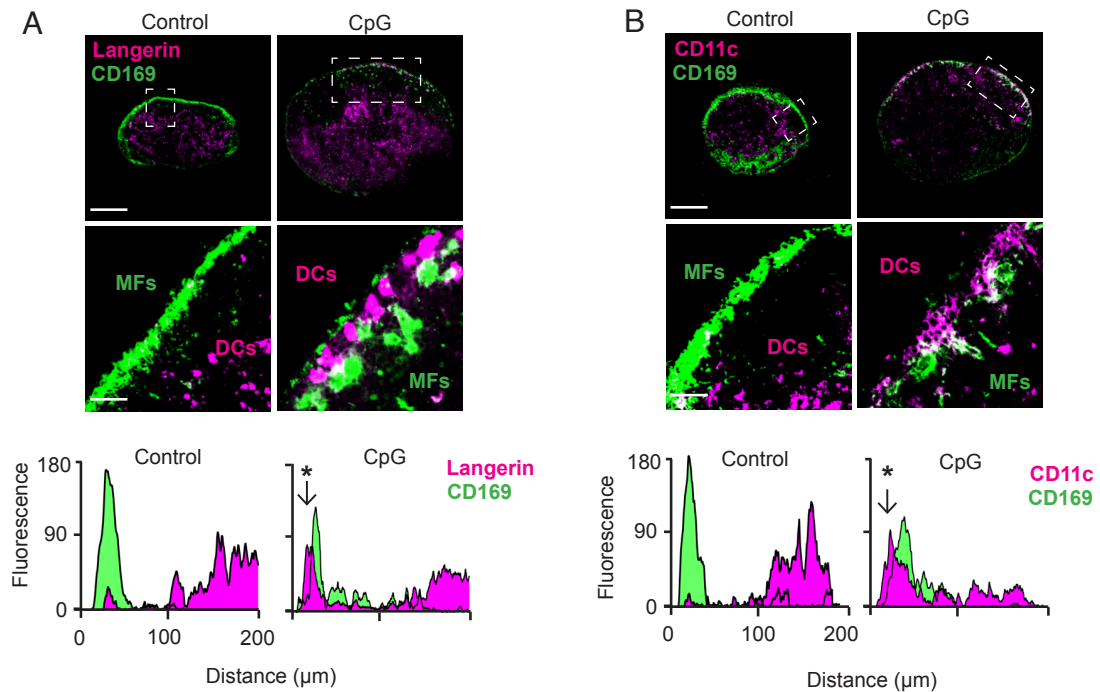 A
Control
CpG
Langerin
CD169
MFs
DCs
DCs
MFs
Control
CpG
Langerin
CD169
*
Fluorescence
180
90
0
0
100
200
Distance (µm)
B
Control
CpG
CD11c
CD169
MFs
DCs
DCs
MFs
Control
CpG
CD11c
CD169
*
Fluorescence
180
90
0
0
100
200
Distance (µm)